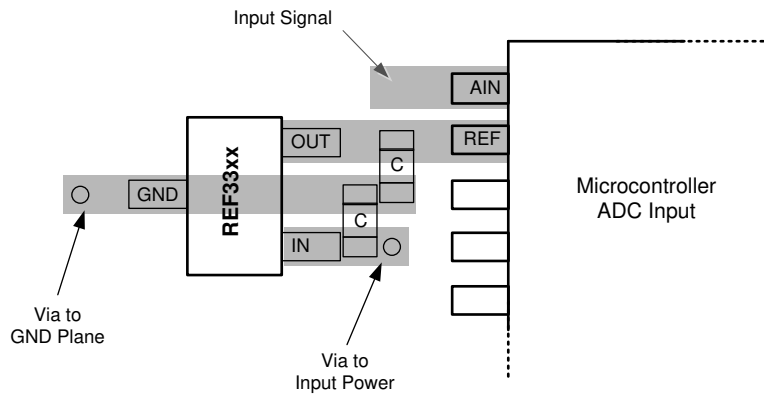 Input Signal
AIN
OUT
REF
C
GND
REF33xx
Microcontroller
ADC Input
C
IN
Via to
GND Plane
Via to
Input Power